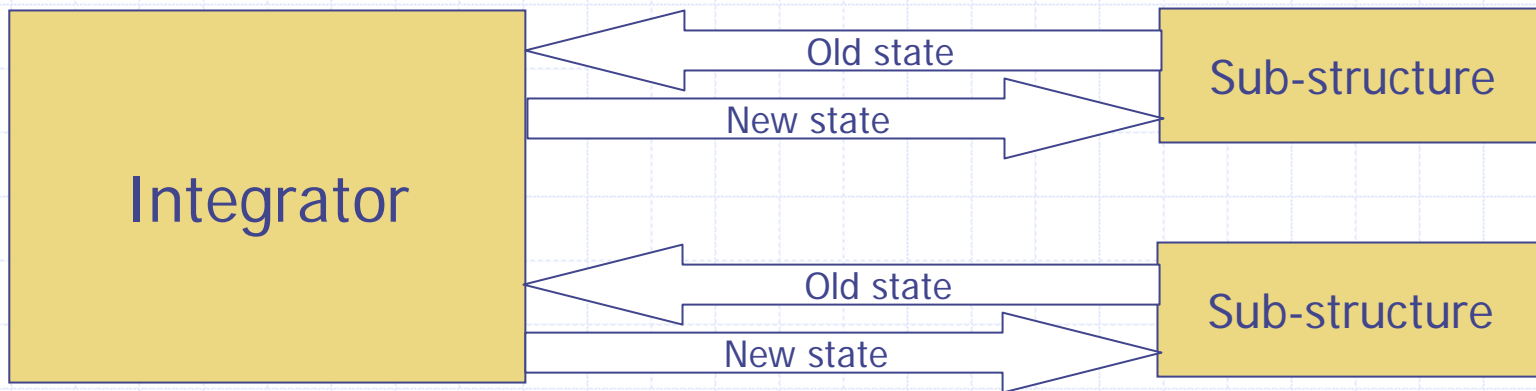 Integrator
Old state
New state
Sub-structure
Old state
New state
Sub-structure